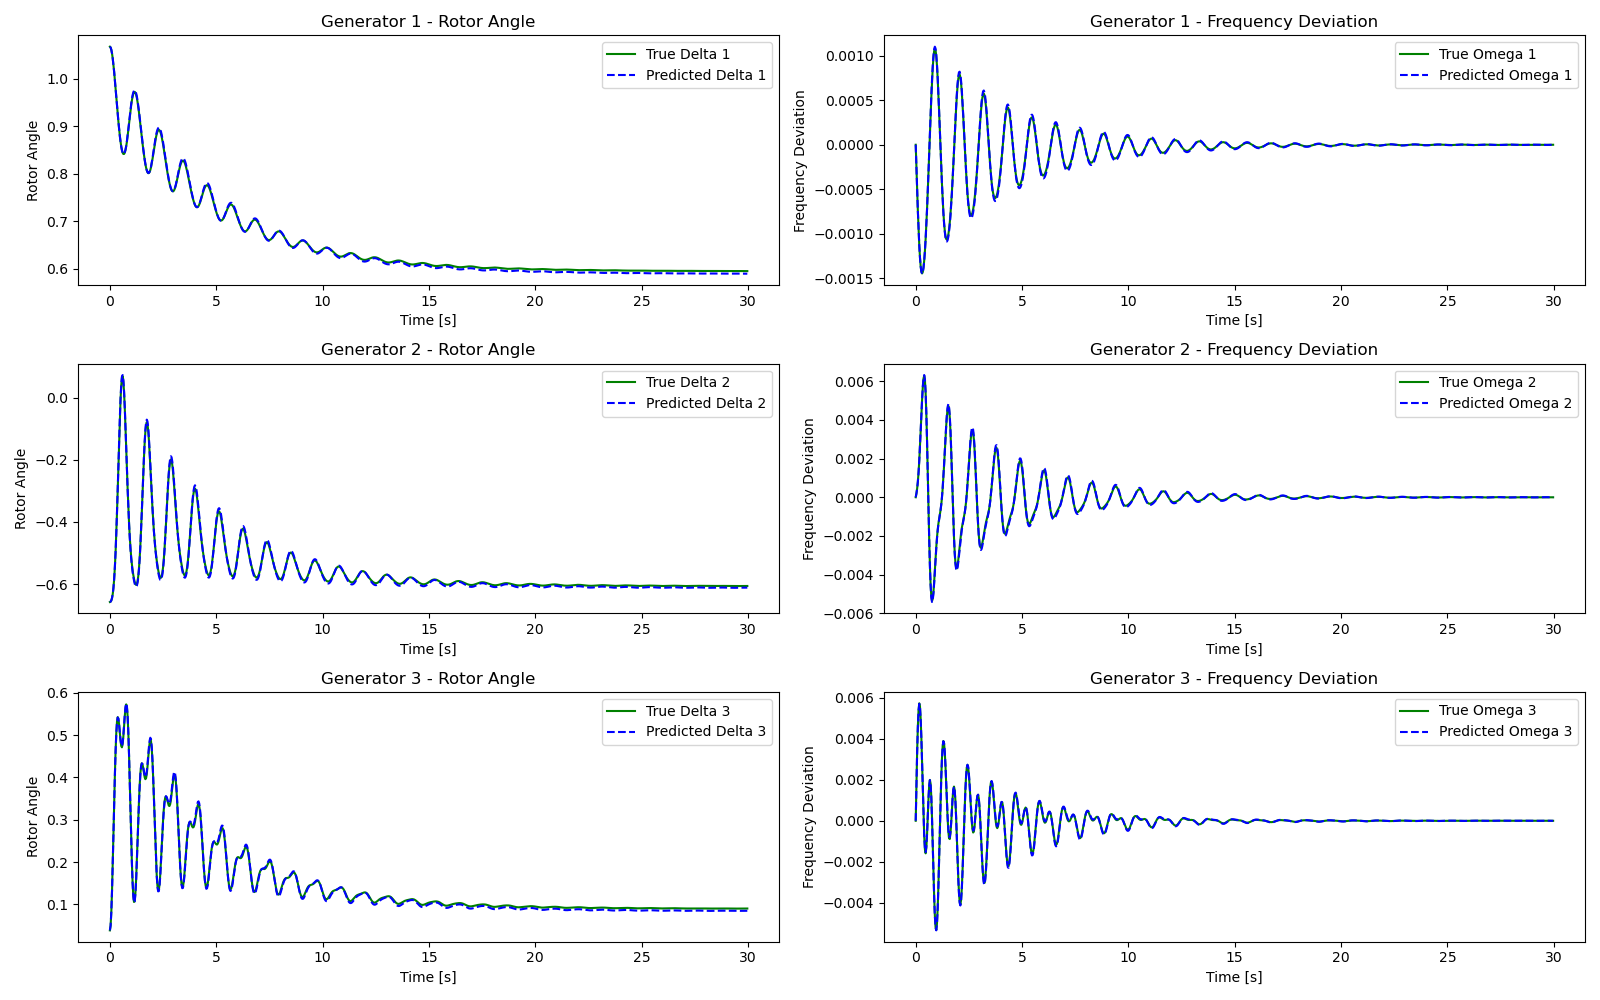 Generator 1 - Rotor Angle
Rotor Angle
1.0
0.9
0.8
0.7
0.6
True Delta 1
Predicted Delta 1
0 5 10 15 20 25 30
Time [s]
Generator 1 - Frequency Deviation
Frequency Deviation
0.0010
0.0005
0.0000
−0.0005
−0.0010
−0.0015
True Omega 1
Predicted Omega 1
0 5 10 15 20 25 30
Time [s]
Generator 2 - Rotor Angle
Rotor Angle
0.0
−0.2
−0.4
−0.6
True Delta 2
Predicted Delta 2
0 5 10 15 20 25 30
Time [s]
Generator 2 - Frequency Deviation
Frequency Deviation
0.006
0.004
0.002
0.000
−0.002
−0.004
−0.006
True Omega 2
Predicted Omega 2
0 5 10 15 20 25 30
Time [s]
Generator 3 - Rotor Angle
Rotor Angle
0.6
0.5
0.4
0.3
0.2
0.1
True Delta 3
Predicted Delta 3
0 5 10 15 20 25 30
Time [s]
Generator 3 - Frequency Deviation
Frequency Deviation
0.006
0.004
0.002
0.000
−0.002
−0.004
True Omega 3
Predicted Omega 3
0 5 10 15 20 25 30
Time [s]